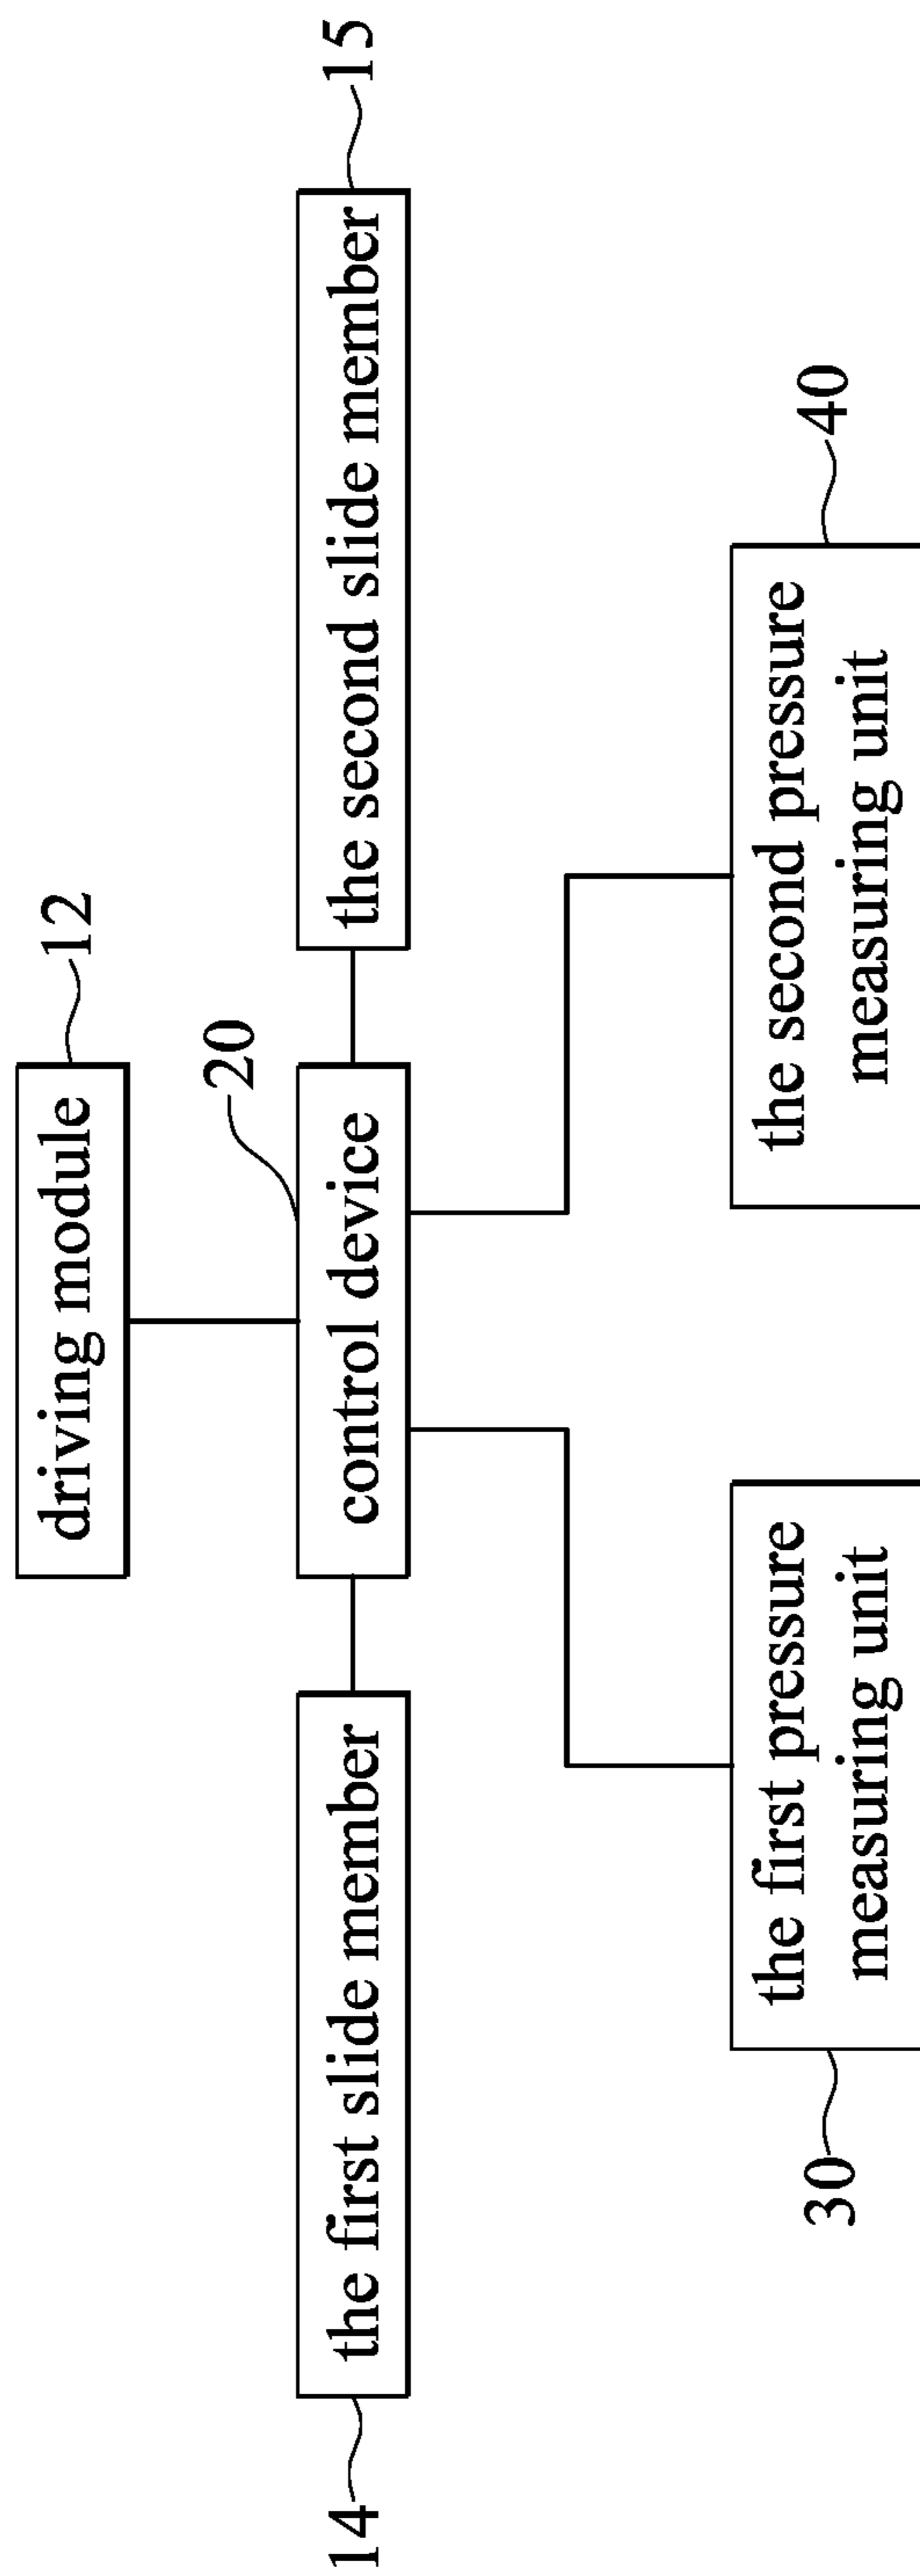 driving module
12
20
14
the first slide member
control device
the second slide member
15
30
the first pressure
measuring unit
the second pressure
measuring unit
40